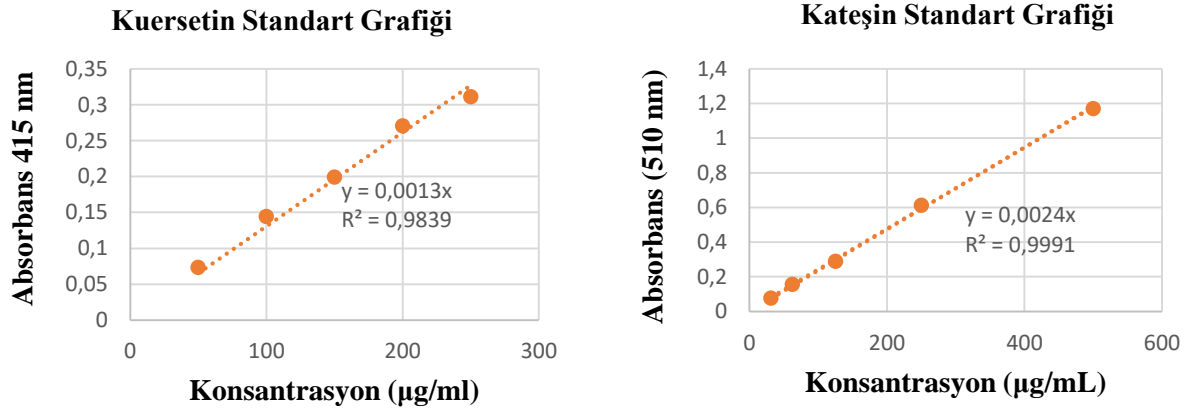 Kuersetin Standart Grafiği
Absorbans 415 nm
0,35
0,3
0,25
0,2
0,15
0,1
0,05
0
y = 0,0013x
R² = 0,9839
0 100 200 300
Konsantrasyon (µg/ml)
Kateşin Standart Grafiği
Absorbans (510 nm)
1,4
1,2
1
0,8
0,6
0,4
0,2
0
y = 0,0024x
R² = 0,9991
0 200 400 600
Konsantrasyon (µg/mL)